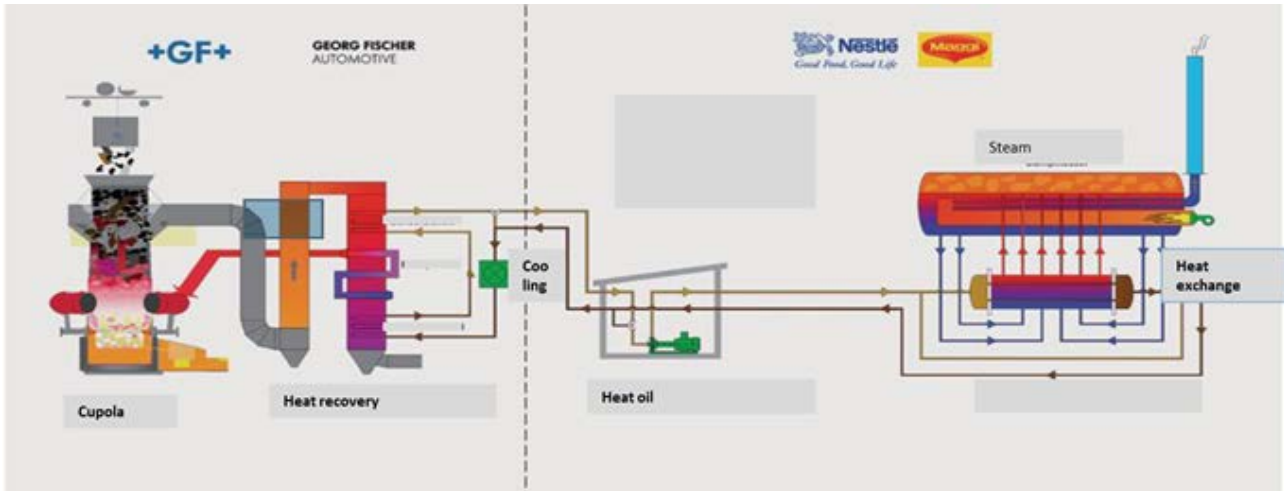 +GF+
GEORG FISCHER
AUTOMOTIVE
Nestlé
Good Food, Good Life
Maggi
Steam
Coo
ling
Heat
exchange
Cupola
Heat recovery
Heat oil